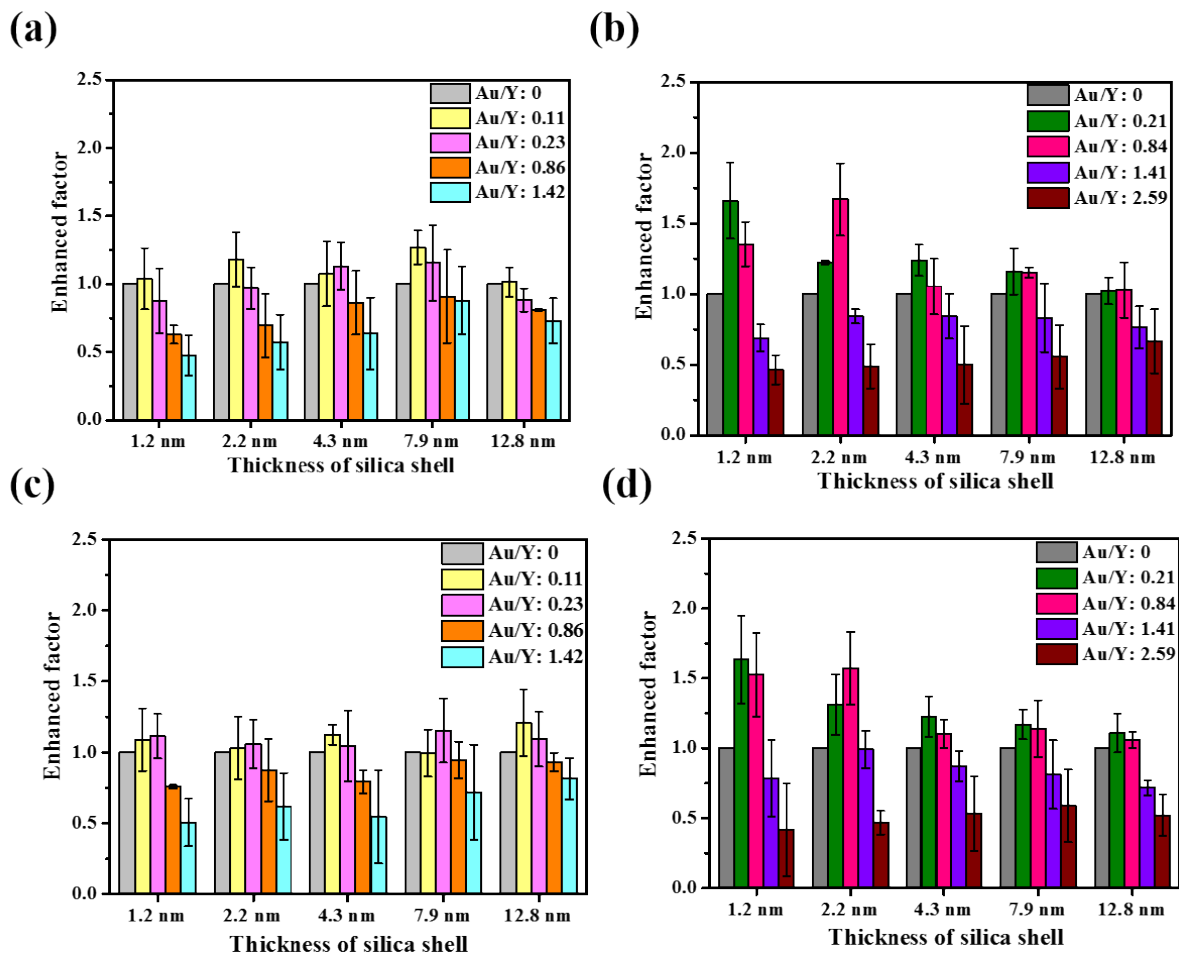 (a)
Enhanced factor
2.5
2.0
1.5
1.0
0.5
0.0
Au/Y: 0
Au/Y: 0.11
Au/Y: 0.23
Au/Y: 0.86
Au/Y: 1.42
1.2 nm 2.2 nm 4.3 nm 7.9 nm 12.8 nm
Thickness of silica shell
(b)
Enhanced factor
2.5
2.0
1.5
1.0
0.5
0.0
Au/Y: 0
Au/Y: 0.21
Au/Y: 0.84
Au/Y: 1.41
Au/Y: 2.59
1.2 nm 2.2 nm 4.3 nm 7.9 nm 12.8 nm
Thickness of silica shell
(c)
Enhanced factor
2.5
2.0
1.5
1.0
0.5
0.0
Au/Y: 0
Au/Y: 0.11
Au/Y: 0.23
Au/Y: 0.86
Au/Y: 1.42
1.2 nm 2.2 nm 4.3 nm 7.9 nm 12.8 nm
Thickness of silica shell
(d)
Enhanced factor
2.5
2.0
1.5
1.0
0.5
0.0
Au/Y: 0
Au/Y: 0.21
Au/Y: 0.84
Au/Y: 1.41
Au/Y: 2.59
1.2 nm 2.2 nm 4.3 nm 7.9 nm 12.8 nm
Thickness of silica shell